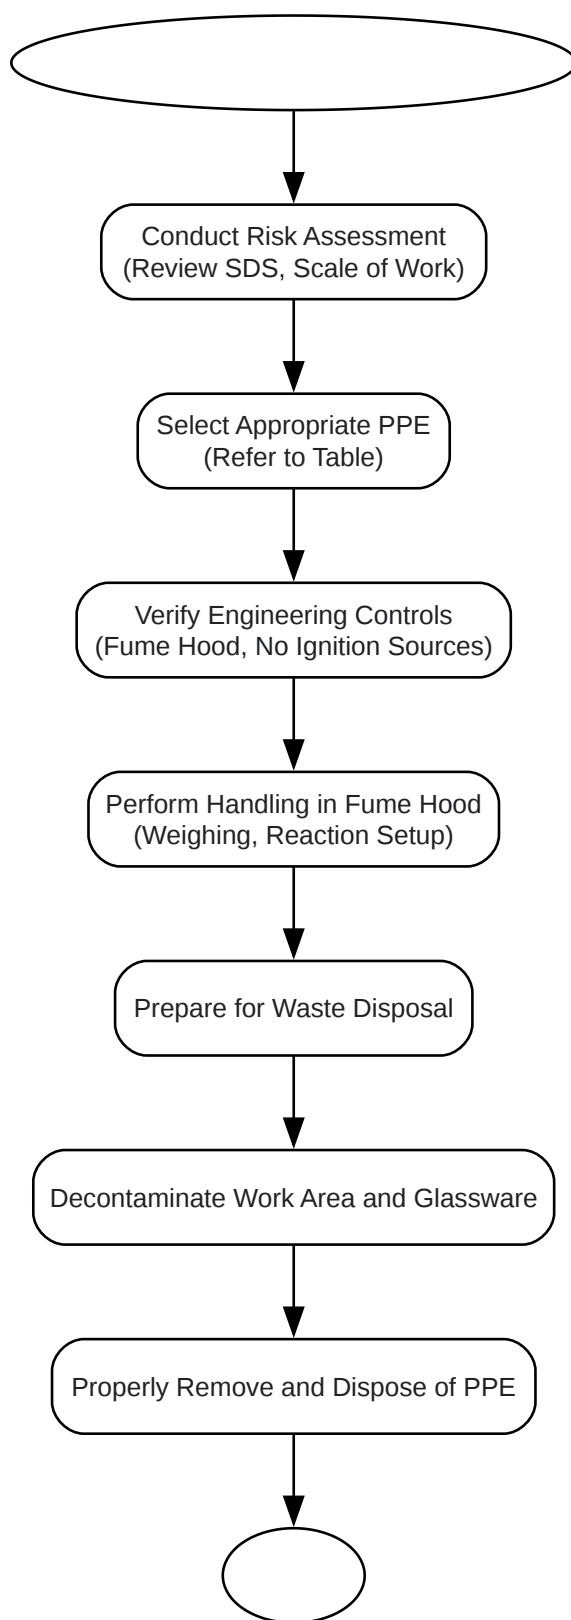 Conduct Risk Assessment
(Review SDS, Scale of Work)
Select Appropriate PPE
(Refer to Table)
Verify Engineering Controls
(Fume Hood, No Ignition Sources)
Perform Handling in Fume Hood
(Weighing, Reaction Setup)
Prepare for Waste Disposal
Decontaminate Work Area and Glassware
Properly Remove and Dispose of PPE